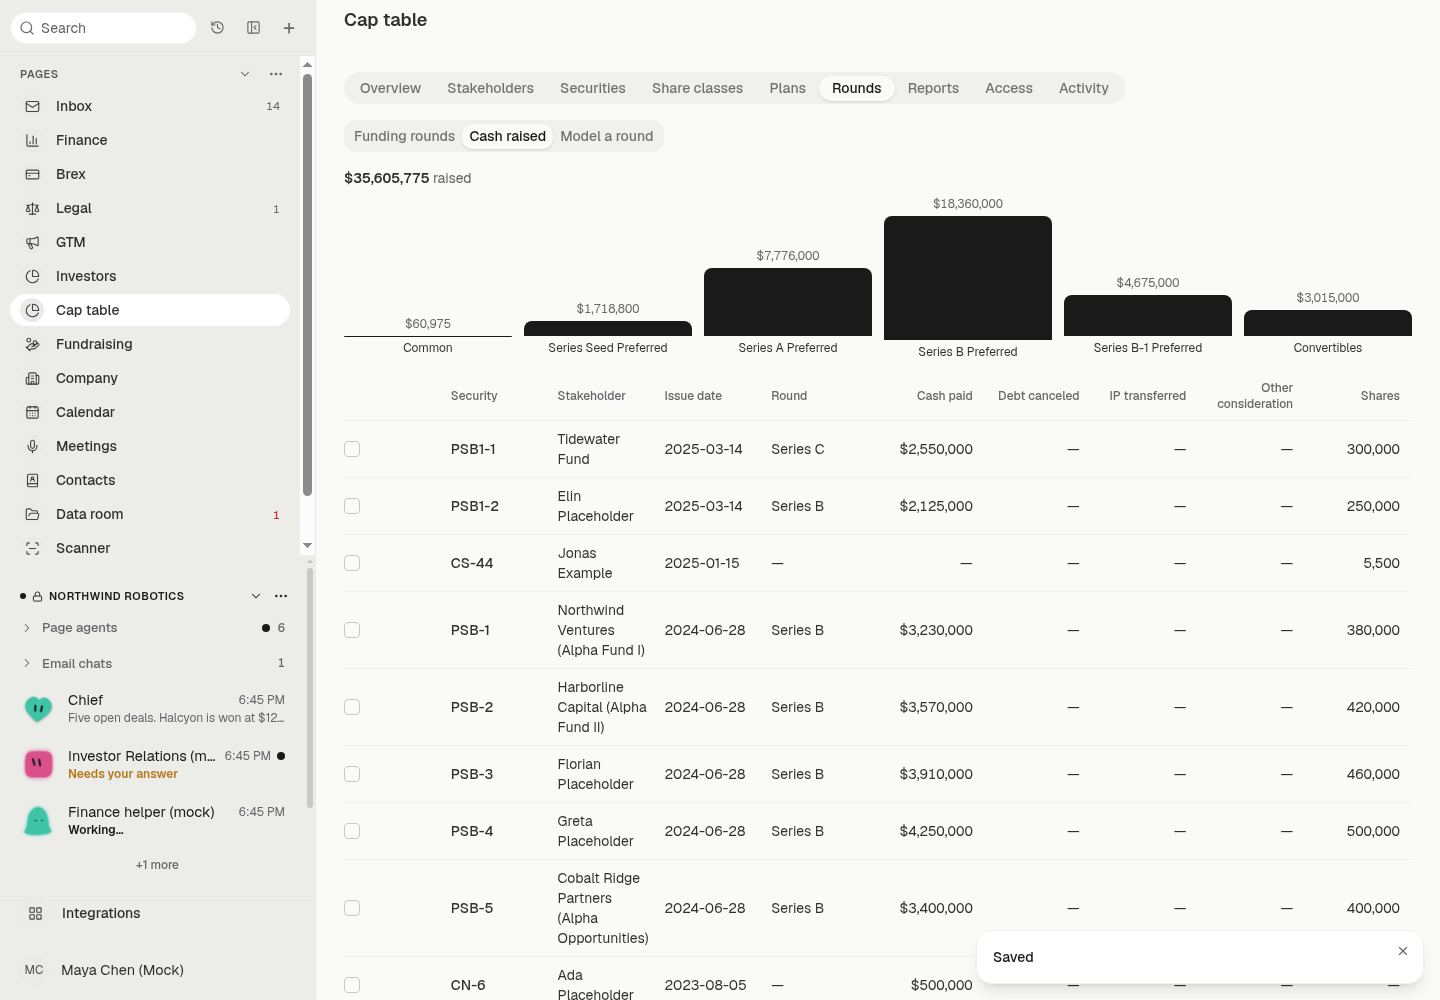 Search
PAGES
Inbox 14
Finance
Brex
Legal 1
GTM
Investors
Cap table
Fundraising
Company
Calendar
Meetings
Contacts
Data room 1
Scanner
NORTHWIND ROBOTICS
Page agents 6
Email chats 1
Chief 6:45 PM
Five open deals. Halcyon is won at $12...
Investor Relations (m... 6:45 PM
Needs your answer
Finance helper (mock) 6:45 PM
Working...
+1 more
Integrations
MC Maya Chen (Mock)
Cap table
Overview Stakeholders Securities Share classes Plans Rounds Reports Access Activity
Funding rounds Cash raised Model a round
$35,605,775 raised
$60,975 $1,718,800 $7,776,000 $18,360,000 $4,675,000 $3,015,000
Common Series Seed Preferred Series A Preferred Series B Preferred Series B-1 Preferred Convertibles
Security Stakeholder Issue date Round Cash paid Debt canceled IP transferred Other
consideration Shares
PSB1-1 Tidewater
Fund 2025-03-14 Series C $2,550,000 — — — 300,000
PSB1-2 Elin
Placeholder 2025-03-14 Series B $2,125,000 — — — 250,000
CS-44 Jonas
Example 2025-01-15 — — — — — 5,500
PSB-1 Northwind
Ventures
(Alpha Fund I) 2024-06-28 Series B $3,230,000 — — — 380,000
PSB-2 Harborline
Capital (Alpha
Fund II) 2024-06-28 Series B $3,570,000 — — — 420,000
PSB-3 Florian
Placeholder 2024-06-28 Series B $3,910,000 — — — 460,000
PSB-4 Greta
Placeholder 2024-06-28 Series B $4,250,000 — — — 500,000
PSB-5 Cobalt Ridge
Partners
(Alpha
Opportunities) 2024-06-28 Series B $3,400,000 — — — 400,000
CN-6 Ada
Placeholder 2023-08-05 — $500,000 — — — —
Saved